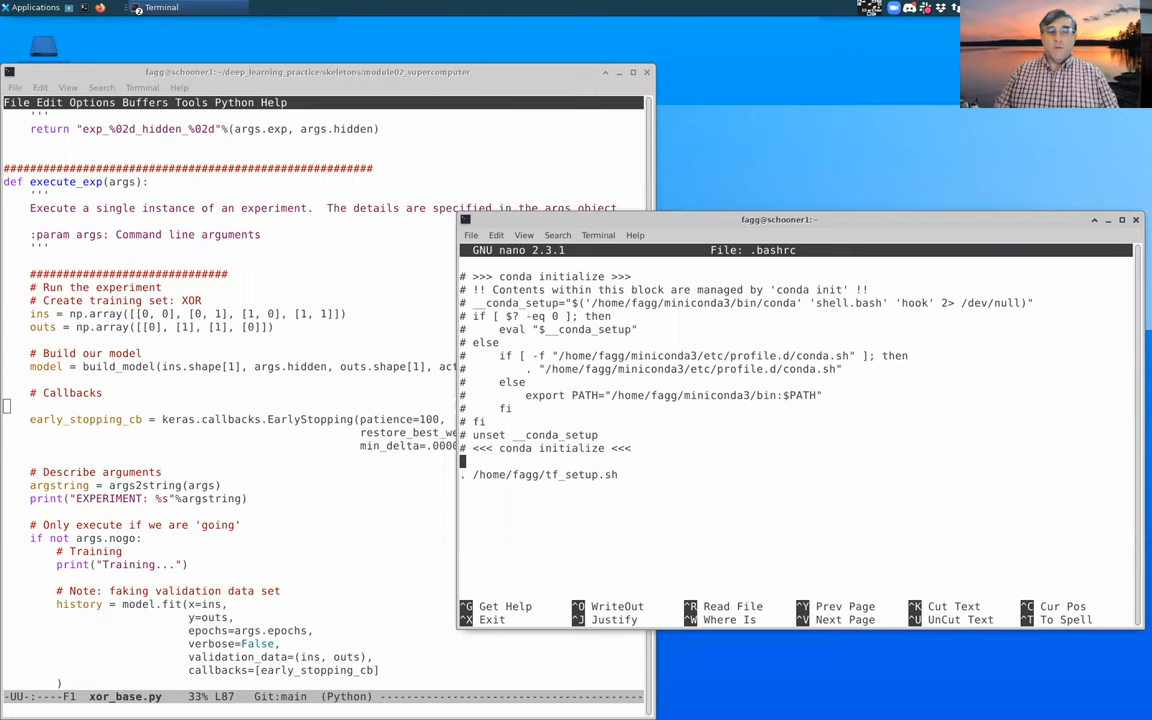 Applications
Terminal
fagg@schooner1:~/deep_learning_practice/skeletons/module02_supercomputer
File Edit View Search Terminal Help
File Edit Options Buffers Tools Python Help
'''
return "exp_%02d_hidden_%02d"%(args.exp, args.hidden)
########################################################
def execute_exp(args):
'''
Execute a single instance of an experiment.  The details are specified in the args object
:param args: Command line arguments
'''
##############################
# Run the experiment
# Create training set: XOR
ins = np.array([[0, 0], [0, 1], [1, 0], [1, 1]])
outs = np.array([[0], [1], [1], [0]])
# Build our model
model = build_model(ins.shape[1], args.hidden, outs.shape[1], act
# Callbacks
early_stopping_cb = keras.callbacks.EarlyStopping(patience=100,
restore_best_we
min_delta=.0000
# Describe arguments
argstring = args2string(args)
print("EXPERIMENT: %s"%argstring)
# Only execute if we are 'going'
if not args.nogo:
# Training
print("Training...")
# Note: faking validation data set
history = model.fit(x=ins,
y=outs,
epochs=args.epochs,
verbose=False,
validation_data=(ins, outs),
callbacks=[early_stopping_cb]
)
-UU-:----F1  xor_base.py    33% L87    Git:main  (Python) ----------------------------------------
fagg@schooner1:~
File Edit View Search Terminal Help
GNU nano 2.3.1 File: .bashrc
# >>> conda initialize >>>
# !! Contents within this block are managed by 'conda init' !!
# __conda_setup="$('/home/fagg/miniconda3/bin/conda' 'shell.bash' 'hook' 2> /dev/null)"
# if [ $? -eq 0 ]; then
#     eval "$__conda_setup"
# else
#     if [ -f "/home/fagg/miniconda3/etc/profile.d/conda.sh" ]; then
#         . "/home/fagg/miniconda3/etc/profile.d/conda.sh"
#     else
#         export PATH="/home/fagg/miniconda3/bin:$PATH"
#     fi
# fi
# unset __conda_setup
# <<< conda initialize <<<
. /home/fagg/tf_setup.sh
^G Get Help ^O WriteOut ^R Read File ^Y Prev Page ^K Cut Text ^C Cur Pos
^X Exit ^J Justify ^W Where Is ^V Next Page ^U UnCut Text ^T To Spell